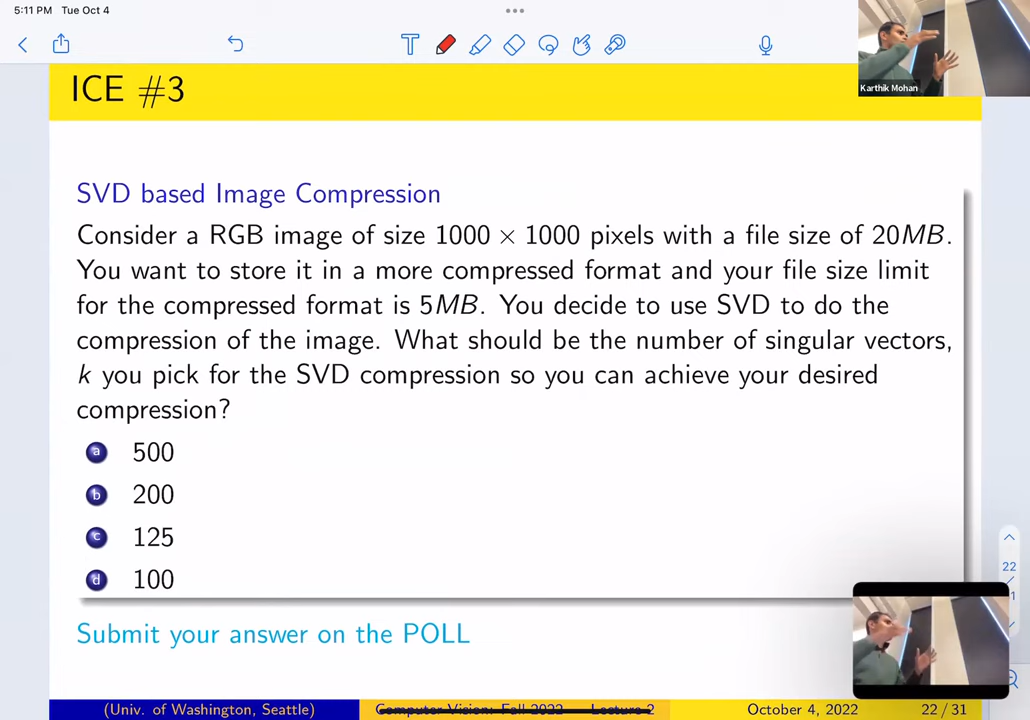 5:11 PM Tue Oct 4
Karthik Mohan
ICE #3
SVD based Image Compression
Consider a RGB image of size 1000 × 1000 pixels with a file size of 20MB.
You want to store it in a more compressed format and your file size limit
for the compressed format is 5MB. You decide to use SVD to do the
compression of the image. What should be the number of singular vectors,
k you pick for the SVD compression so you can achieve your desired
compression?
a 500
b 200
c 125
d 100
22
Submit your answer on the POLL
(Univ. of Washington, Seattle) Computer Vision: Fall 2022 Lecture 2 October 4, 2022 22 / 31